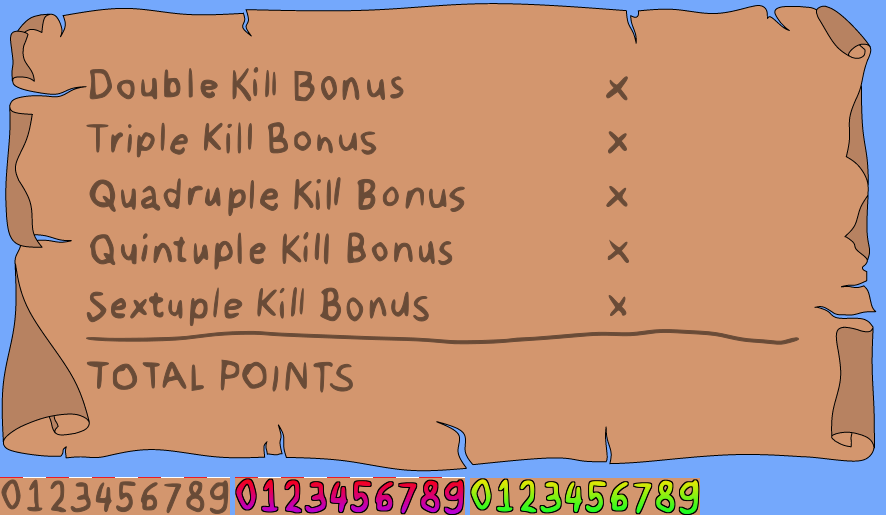 Double Kill Bonus x
Triple Kill Bonus x
Quadruple Kill Bonus x
Quintuple Kill Bonus x
Sextuple Kill Bonus x
TOTAL POINTS
0123456789 0123456789 0123456789